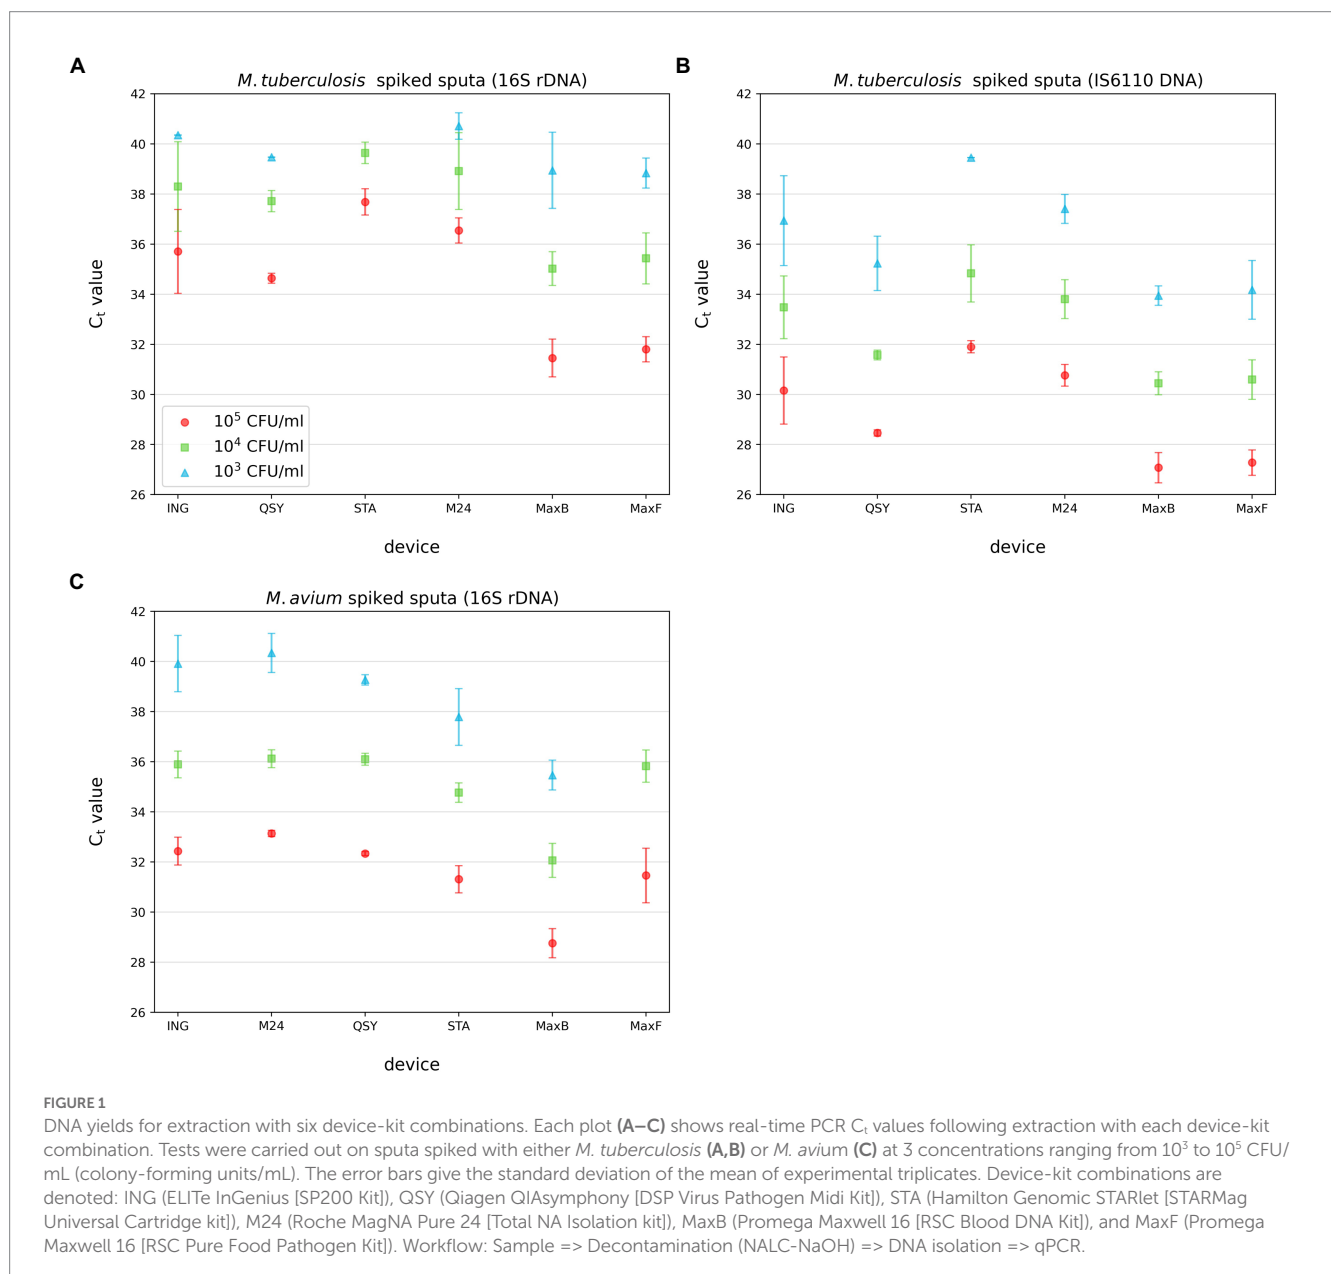 A
M. tuberculosis spiked sputa (16S rDNA)
42
40
38
36
34
32
30
28
26
Ct value
10⁵ CFU/ml
10⁴ CFU/ml
10³ CFU/ml
ING QSY STA M24 MaxB MaxF
device
B
M. tuberculosis spiked sputa (IS6110 DNA)
42
40
38
36
34
32
30
28
26
Ct value
ING QSY STA M24 MaxB MaxF
device
C
M. avium spiked sputa (16S rDNA)
42
40
38
36
34
32
30
28
26
Ct value
ING M24 QSY STA MaxB MaxF
device
FIGURE 1
DNA yields for extraction with six device-kit combinations. Each plot (A–C) shows real-time PCR Ct values following extraction with each device-kit
combination. Tests were carried out on sputa spiked with either M. tuberculosis (A,B) or M. avium (C) at 3 concentrations ranging from 10³ to 10⁵ CFU/
mL (colony-forming units/mL). The error bars give the standard deviation of the mean of experimental triplicates. Device-kit combinations are
denoted: ING (ELITe InGenius [SP200 Kit]), QSY (Qiagen QIAsymphony [DSP Virus Pathogen Midi Kit]), STA (Hamilton Genomic STARlet [STARMag
Universal Cartridge kit]), M24 (Roche MagNA Pure 24 [Total NA Isolation kit]), MaxB (Promega Maxwell 16 [RSC Blood DNA Kit]), and MaxF (Promega
Maxwell 16 [RSC Pure Food Pathogen Kit]). Workflow: Sample => Decontamination (NALC-NaOH) => DNA isolation => qPCR.